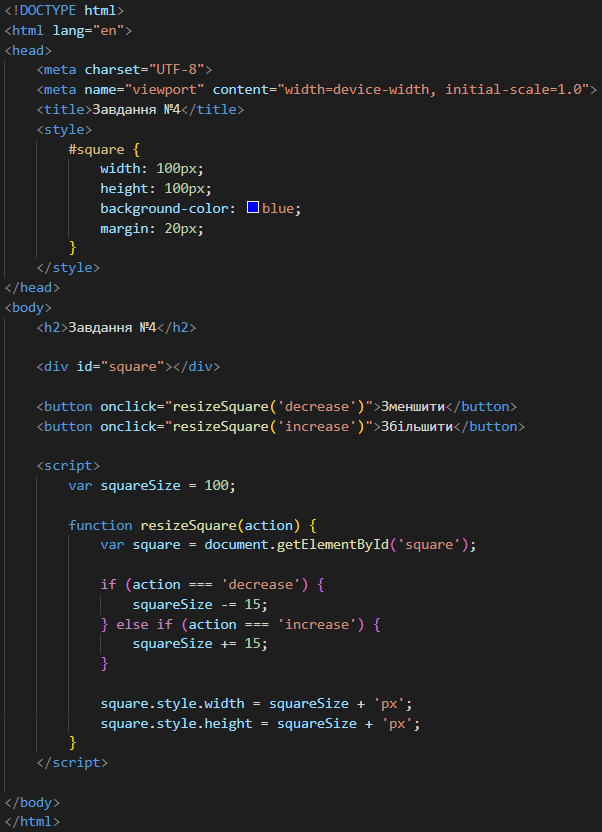 <!DOCTYPE html>
<html lang="en">
<head>
    <meta charset="UTF-8">
    <meta name="viewport" content="width=device-width, initial-scale=1.0">
    <title>Завдання №4</title>
    <style>
        #square {
            width: 100px;
            height: 100px;
            background-color: blue;
            margin: 20px;
        }
    </style>
</head>
<body>
    <h2>Завдання №4</h2>
    <div id="square"></div>
    <button onclick="resizeSquare('decrease')">Зменшити</button>
    <button onclick="resizeSquare('increase')">Збільшити</button>
    <script>
        var squareSize = 100;
        function resizeSquare(action) {
            var square = document.getElementById('square');
            if (action === 'decrease') {
                squareSize -= 15;
            } else if (action === 'increase') {
                squareSize += 15;
            }
            square.style.width = squareSize + 'px';
            square.style.height = squareSize + 'px';
        }
    </script>
</body>
</html>